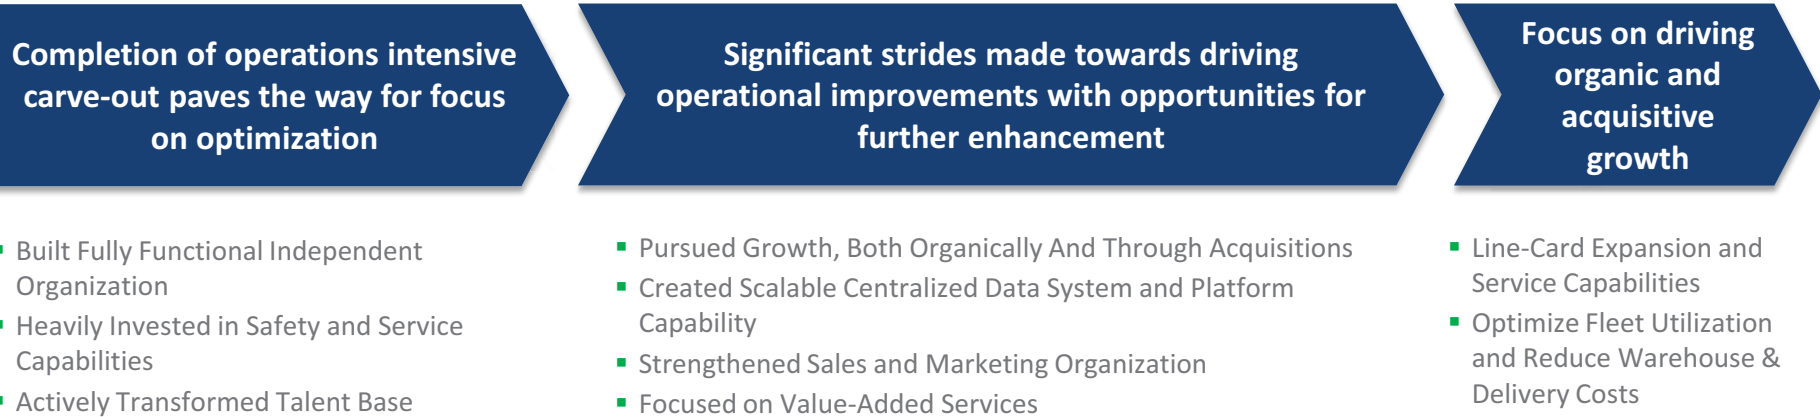 Completion of operations intensive
carve-out paves the way for focus
on optimization
Significant strides made towards driving
operational improvements with opportunities for
further enhancement
Focus on driving
organic and
acquisitive
growth
▪ Built Fully Functional Independent
Organization
▪ Heavily Invested in Safety and Service
Capabilities
▪ Actively Transformed Talent Base
▪ Pursued Growth, Both Organically And Through Acquisitions
▪ Created Scalable Centralized Data System and Platform
Capability
▪ Strengthened Sales and Marketing Organization
▪ Focused on Value-Added Services
▪ Line-Card Expansion and
Service Capabilities
▪ Optimize Fleet Utilization
and Reduce Warehouse &
Delivery Costs